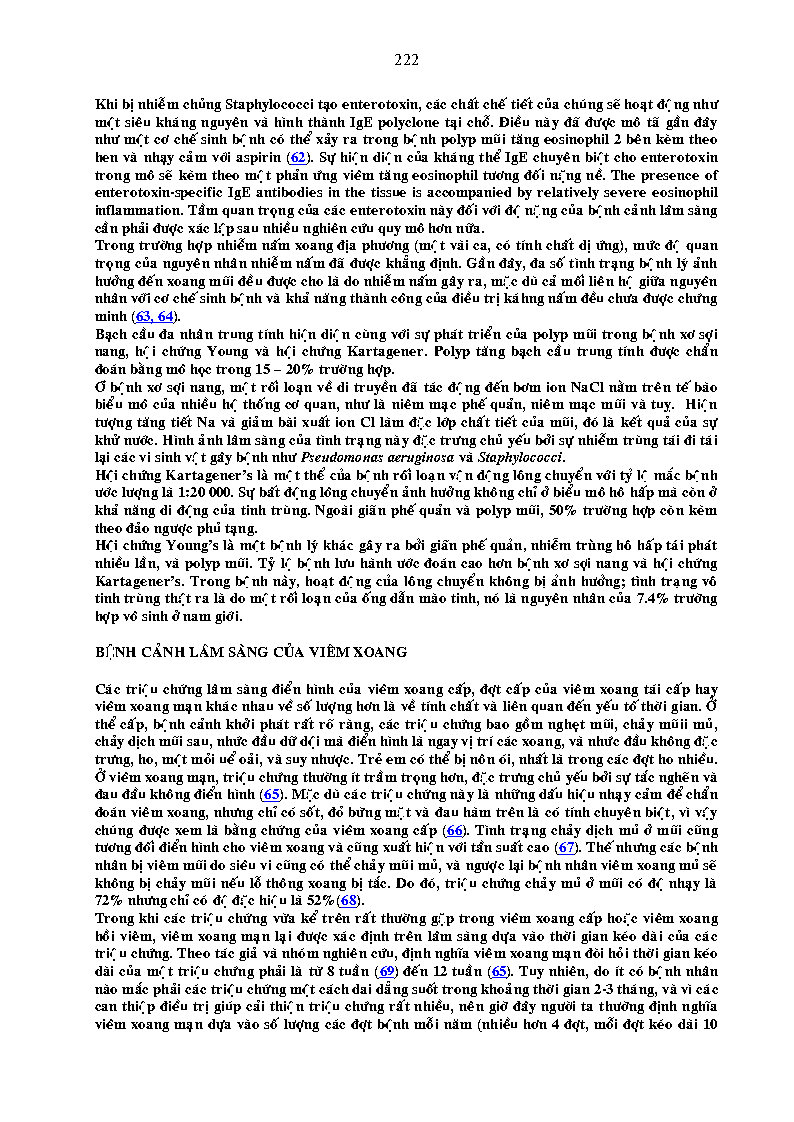 222
Khi bị nhiễm chủng Staphylococci tạo enterotoxin, các chất chế tiết của chúng sẽ hoạt động như
một siêu kháng nguyên và hình thành IgE polyclone tại chỗ. Điều này đã được mô tã gần đây
như một cơ chế sinh bệnh có thể xảy ra trong bệnh polyp mũi tăng eosinophil 2 bên kèm theo
hen và nhạy cảm với aspirin (62). Sự hiện diện của kháng thể IgE chuyên biệt cho enterotoxin
trong mô sẽ kèm theo một phản ứng viêm tăng eosinophil tương đối nặng nề. The presence of
enterotoxin-specific IgE antibodies in the tissue is accompanied by relatively severe eosinophil
inflammation. Tầm quan trọng của các enterotoxin này đối với độ nặng của bệnh cảnh lâm sàng
cần phải được xác lập sau nhiều nghiên cứu quy mô hơn nữa.
Trong trường hợp nhiễm nấm xoang địa phương (một vài ca, có tính chất dị ứng), mức độ quan
trọng của nguyên nhân nhiễm nấm đã được khẳng định. Gần đây, đa số tình trạng bệnh lý ảnh
hưởng đến xoang mũi đều được cho là do nhiễm nấm gây ra, mặc dù cả mối liên hệ giữa nguyên
nhân với cơ chế sinh bệnh và khả năng thành công của điều trị káhng nấm đều chưa được chứng
minh (63, 64).
Bạch cầu đa nhân trung tính hiện diện cùng với sự phát triển của polyp mũi trong bệnh xơ sợi
nang, hội chứng Young và hội chứng Kartagener. Polyp tăng bạch cầu trung tính được chẩn
đoán bằng mô học trong 15 – 20% trường hợp.
Ơ bệnh xơ sợi nang, một rối loạn về di truyền đã tác động đến bơm ion NaCl nằm trên tế bào
biểu mô của nhiều hệ thống cơ quan, như là niêm mạc phế quản, niêm mạc mũi và tuỵ. Hiện
tượng tăng tiết Na và giảm bài xuất ion Cl làm đặc lớp chất tiết của mũi, đó là kết quả của sự
khử nước. Hình ảnh lâm sàng của tình trạng này đặc trưng chủ yếu bởi sự nhiễm trùng tái đi tái
lại các vi sinh vật gây bệnh như Pseudomonas aeruginosa và Staphylococci.
Hội chứng Kartagener’s là một thể của bệnh rối loạn vận động lông chuyển với tỷ lệ mắc bệnh
ước lượng là 1:20 000. Sự bất động lông chuyển ảnh hưởng không chỉ ở biểu mô hô hấp mà còn ở
khả năng di động của tinh trùng. Ngoài giãn phế quản và polyp mũi, 50% trường hợp còn kèm
theo đảo ngược phủ tạng.
Hội chứng Young’s là một bệnh lý khác gây ra bởi giãn phế quản, nhiễm trùng hô hấp tái phát
nhiều lần, và polyp mũi. Tỷ lệ bệnh lưu hành ước đoán cao hơn bệnh xơ sợi nang và hội chứng
Kartagener’s. Trong bệnh này, hoạt động của lông chuyển không bị ảnh hưởng; tình trạng vô
tinh trùng thật ra là do một rối loạn của ống dẫn mào tinh, nó là nguyên nhân của 7.4% trường
hợp vô sinh ở nam giới.
BỆNH CẢNH LÂM SÀNG CỦA VIÊM XOANG
Các triệu chứng lâm sàng điển hình của viêm xoang cấp, đợt cấp của viêm xoang tái cấp hay
viêm xoang mạn khác nhau về số lượng hơn là về tính chất và liên quan đến yếu tố thời gian. Ở
thể cấp, bệnh cảnh khởi phát rất rõ ràng, các triệu chứng bao gồm nghẹt mũi, chảy mũii mủ,
chảy dịch mũi sau, nhức đầu dữ dội mà điển hình là ngay vị trí các xoang, và nhức đầu không đặc
trưng, ho, mệt mỏi uể oải, và suy nhược. Trẻ em có thể bị nôn ói, nhất là trong các đợt ho nhiều.
Ở viêm xoang mạn, triệu chứng thường ít trầm trọng hơn, đặc trưng chủ yếu bởi sự tắc nghẽn và
đau đầu không điển hình (65). Mặc dù các triệu chứng này là những dấu hiệu nhạy cảm để chẩn
đoán viêm xoang, nhưng chỉ có sốt, đỏ bừng mặt và đau hàm trên là có tính chuyên biệt, vì vậy
chúng được xem là bằng chứng của viêm xoang cấp (66). Tình trạng chảy dịch mủ ở mũi cũng
tương đối điển hình cho viêm xoang và cũng xuất hiện với tần suất cao (67). Thế nhưng các bệnh
nhân bị viêm mũi do siêu vi cũng có thể chảy mũi mủ, và ngược lại bệnh nhân viêm xoang mủ sẽ
không bị chảy mũi nếu lỗ thông xoang bị tắc. Do đó, triệu chứng chảy mủ ở mũi có độ nhạy là
72% nhưng chỉ có độ đặc hiệu là 52%(68).
Trong khi các triệu chứng vừa kể trên rất thường gặp trong viêm xoang cấp hoặc viêm xoang
hồi viêm, viêm xoang mạn lại được xác định trên lâm sàng dựa vào thời gian kéo dài của các
triệu chứng. Theo tác giả và nhóm nghiên cứu, định nghĩa viêm xoang mạn đòi hỏi thời gian kéo
dài của một triệu chứng phải là từ 8 tuần (69) đến 12 tuần (65). Tuy nhiên, do ít có bệnh nhân
nào mắc phải các triệu chứng một cách dai dẳng suốt trong khoảng thời gian 2-3 tháng, và vì các
can thiệp điều trị giúp cải thiện triệu chứng rất nhiều, nên giờ đây người ta thường định nghĩa
viêm xoang mạn dựa vào số lượng các đợt bệnh mỗi năm (nhiều hơn 4 đợt, mỗi đợt kéo dài 10